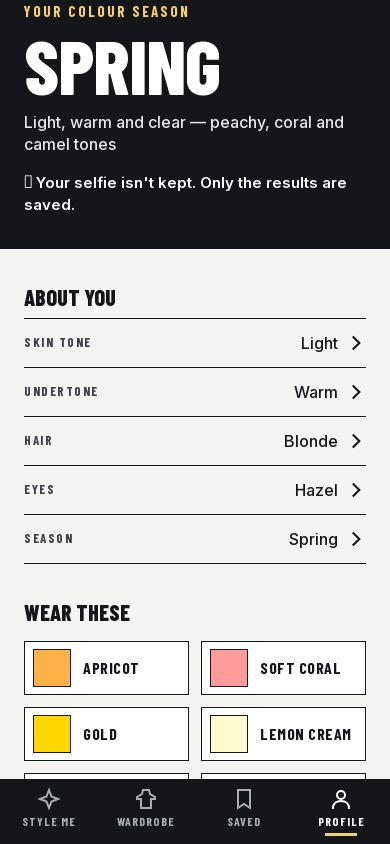 YOUR COLOUR SEASON
SPRING
Light, warm and clear — peachy, coral and
camel tones
Your selfie isn't kept. Only the results are
saved.
ABOUT YOU
SKIN TONE Light
UNDERTONE Warm
HAIR Blonde
EYES Hazel
SEASON Spring
WEAR THESE
APRICOT SOFT CORAL
GOLD LEMON CREAM
STYLE ME WARDROBE SAVED PROFILE